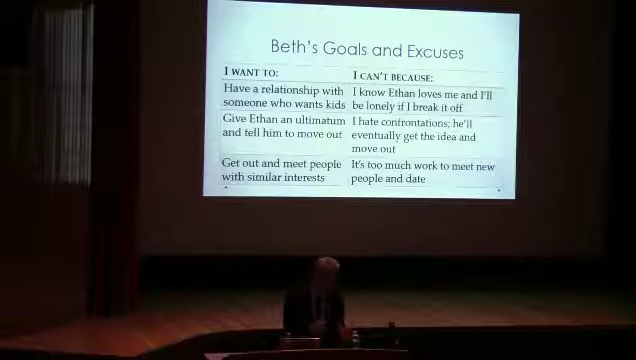 Beth's Goals and Excuses
I WANT TO: I CAN'T BECAUSE:
Have a relationship with I know Ethan loves me and I'll
someone who wants kids be lonely if I break it off
Give Ethan an ultimatum I hate confrontations; he'll
and tell him to move out eventually get the idea and
move out
Get out and meet people It's too much work to meet new
with similar interests people and date